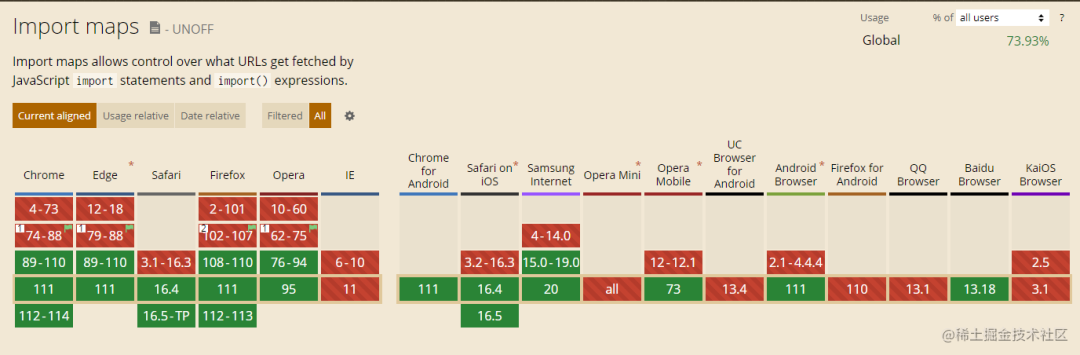 Import maps - UNOFF
Usage % of all users ?
Global 73.93%
Import maps allows control over what URLs get fetched by
JavaScript import statements and import() expressions.
Current aligned Usage relative Date relative Filtered All
Chrome Edge * Safari Firefox Opera IE Chrome for Android Safari on iOS * Samsung Internet Opera Mini * Opera Mobile * UC Browser for Android Android Browser * Firefox for Android QQ Browser Baidu Browser KaiOS Browser
4-73 12-18 2-101 10-60
1 74-88 1 79-88 2 102-107 1 62-75 4-14.0
89-110 89-110 3.1-16.3 108-110 76-94 6-10 3.2-16.3 15.0-19.0 12-12.1 2.1-4.4.4 2.5
111 111 16.4 111 95 11 111 16.4 20 all 73 13.4 111 110 13.1 13.18 3.1
112-114 16.5-TP 112-113 16.5
@稀土掘金技术社区